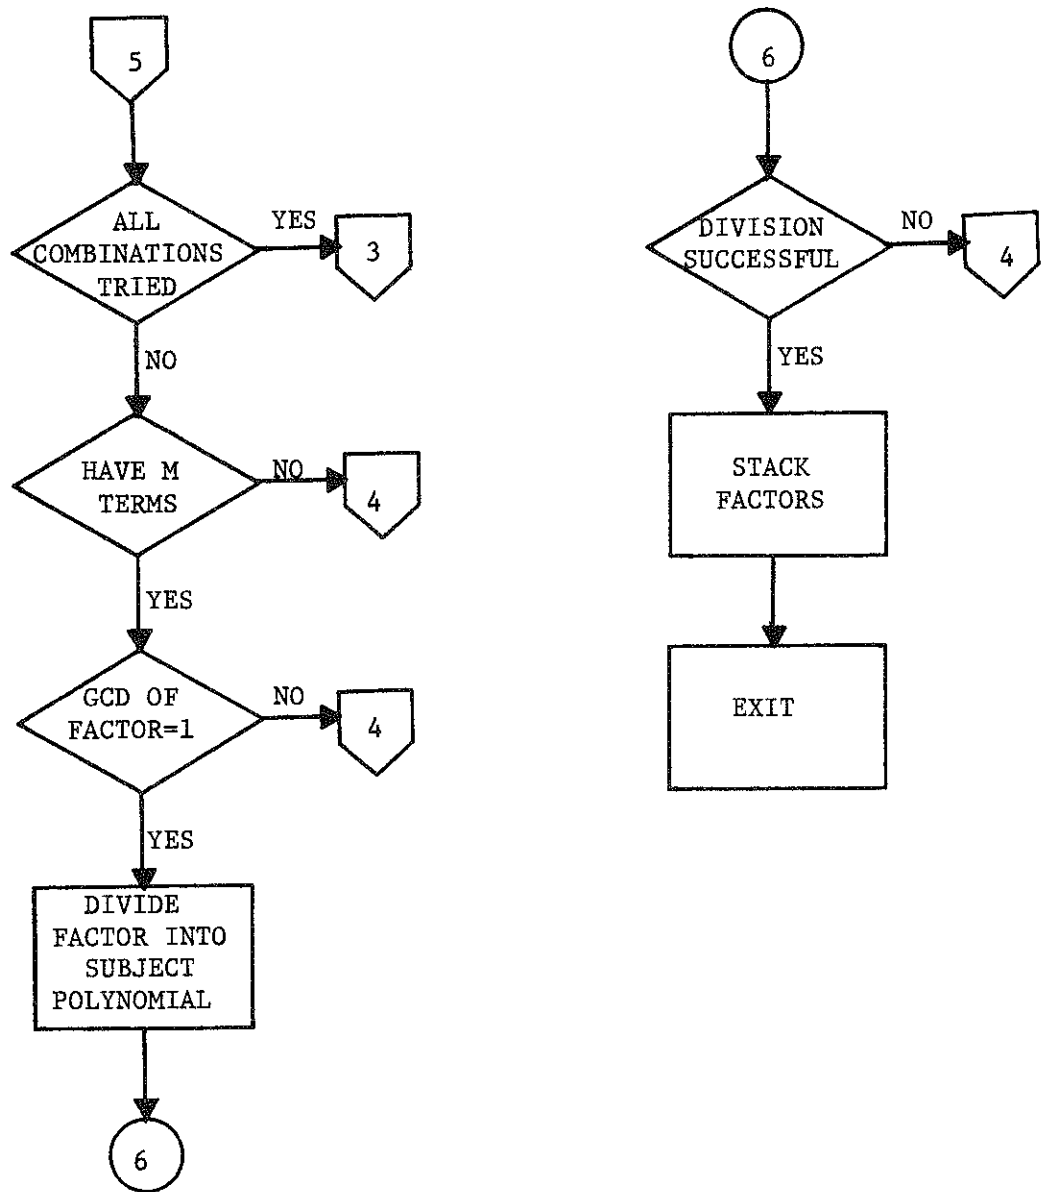 5
ALL
COMBINATIONS
TRIED
YES
3
NO
HAVE M
TERMS
NO
4
YES
GCD OF
FACTOR=1
NO
4
YES
DIVIDE
FACTOR INTO
SUBJECT
POLYNOMIAL
6
6
DIVISION
SUCCESSFUL
NO
4
YES
STACK
FACTORS
EXIT